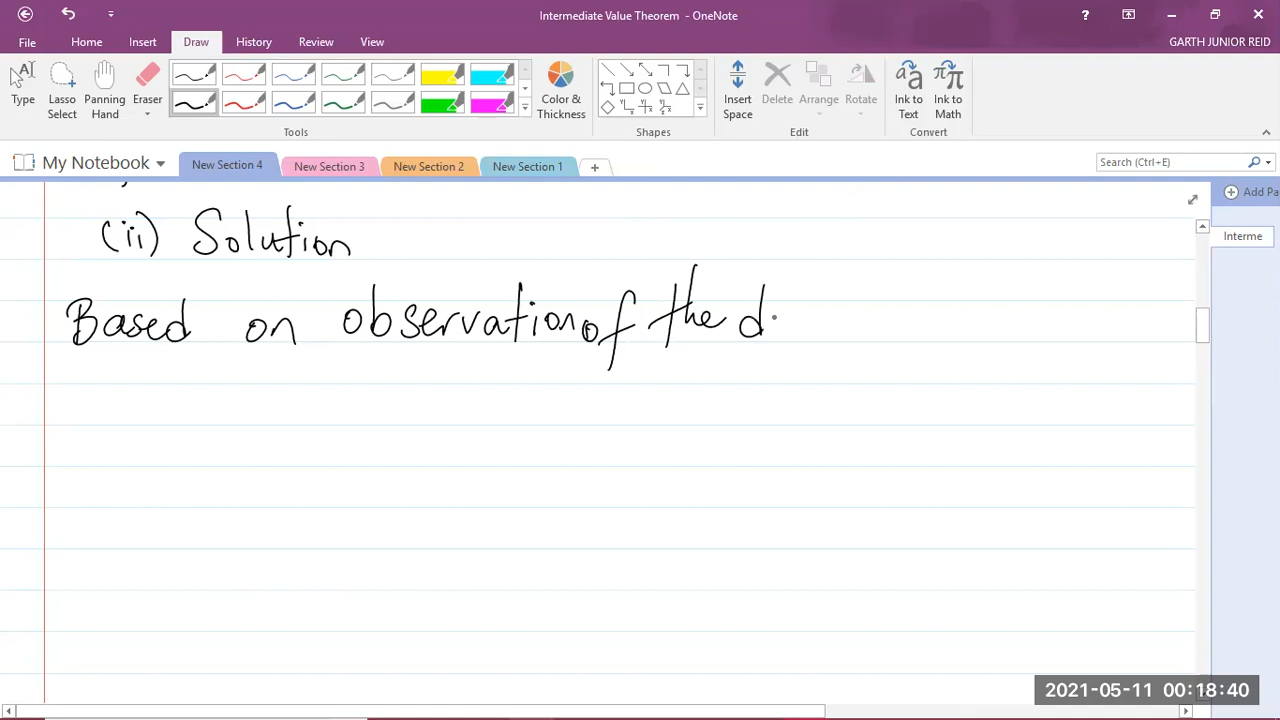 Intermediate Value Theorem - OneNote
?
File
Home
Insert
Draw
History
Review
View
GARTH JUNIOR REID
Type
Lasso Select
Panning Hand
Eraser
Color & Thickness
Insert Space
Delete
Arrange
Rotate
Ink to Text
Ink to Math
Tools
Shapes
Edit
Convert
My Notebook
New Section 4
New Section 3
New Section 2
New Section 1
Search (Ctrl+E)
Add Pa
Interme
(ii) Solution
Based on observation of the d
2021-05-11 00:18:40